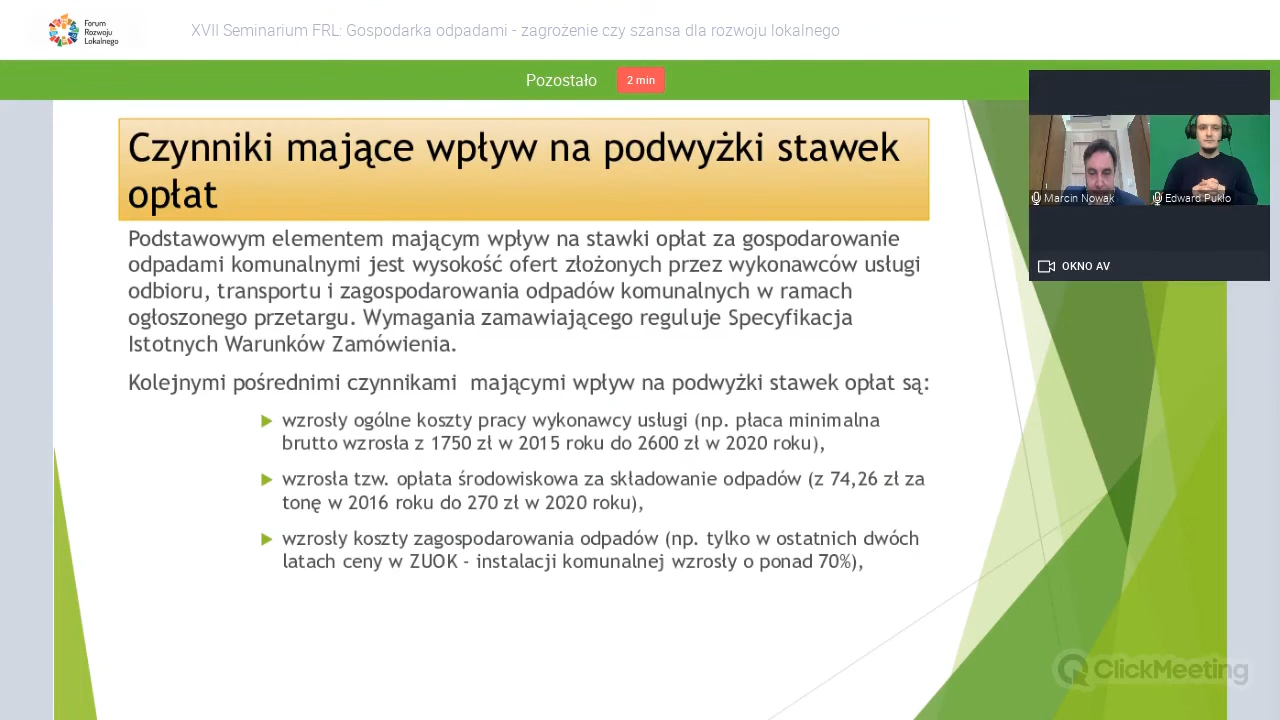 Forum
Rozwoju
Lokalnego
XVII Seminarium FRL: Gospodarka odpadami - zagrożenie czy szansa dla rozwoju lokalnego
Pozostało 2 min
Czynniki mające wpływ na podwyżki stawek
opłat
Podstawowym elementem mającym wpływ na stawki opłat za gospodarowanie
odpadami komunalnymi jest wysokość ofert złożonych przez wykonawców usługi
odbioru, transportu i zagospodarowania odpadów komunalnych w ramach
ogłoszonego przetargu. Wymagania zamawiającego reguluje Specyfikacja
Istotnych Warunków Zamówienia.
Kolejnymi pośrednimi czynnikami mającymi wpływ na podwyżki stawek opłat są:
wzrosły ogólne koszty pracy wykonawcy usługi (np. płaca minimalna
brutto wzrosła z 1750 zł w 2015 roku do 2600 zł w 2020 roku),
wzrosła tzw. opłata środowiskowa za składowanie odpadów (z 74,26 zł za
tonę w 2016 roku do 270 zł w 2020 roku),
wzrosły koszty zagospodarowania odpadów (np. tylko w ostatnich dwóch
latach ceny w ZUOK - instalacji komunalnej wzrosły o ponad 70%),
Marcin Nowak
Edward Pukło
OKNO AV
ClickMeeting